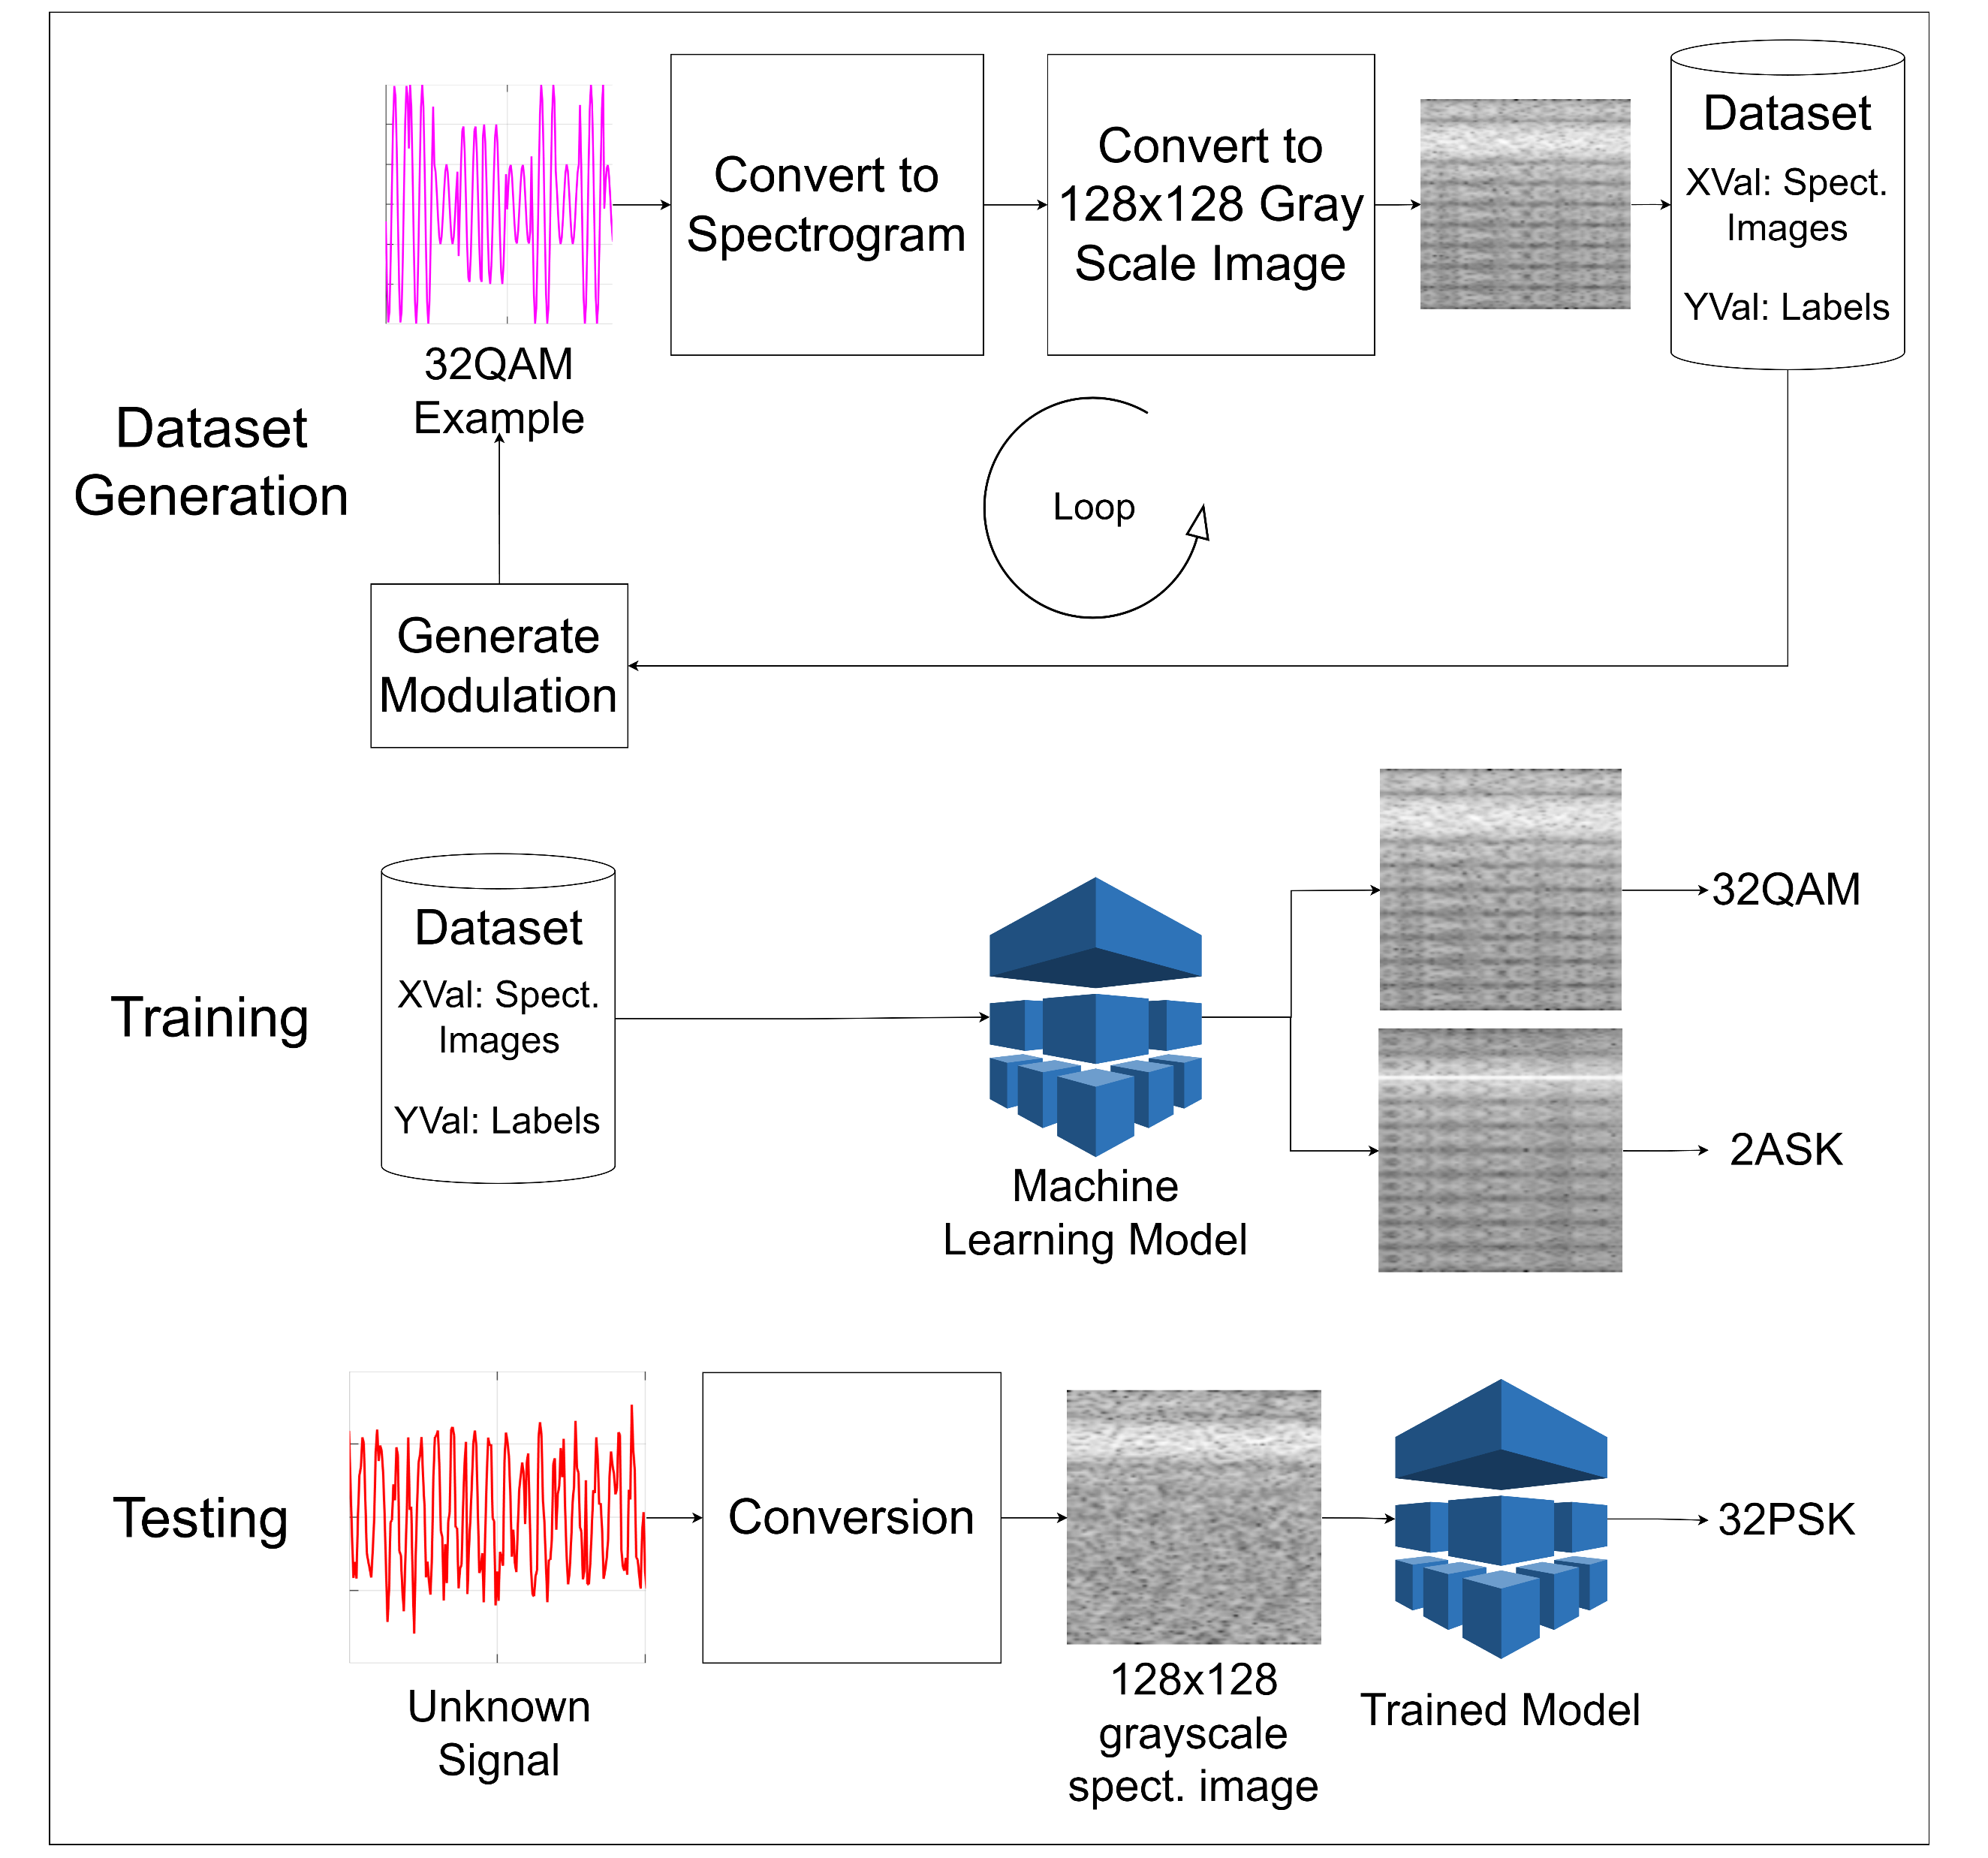 Dataset
Generation
32QAM
Example
Convert to
Spectrogram
Convert to
128x128 Gray
Scale Image
Dataset
XVal: Spect.
Images
YVal: Labels
Loop
Generate
Modulation
Training
Dataset
XVal: Spect.
Images
YVal: Labels
Machine
Learning Model
32QAM
2ASK
Testing
Unknown
Signal
Conversion
128x128
grayscale
spect. image
Trained Model
32PSK